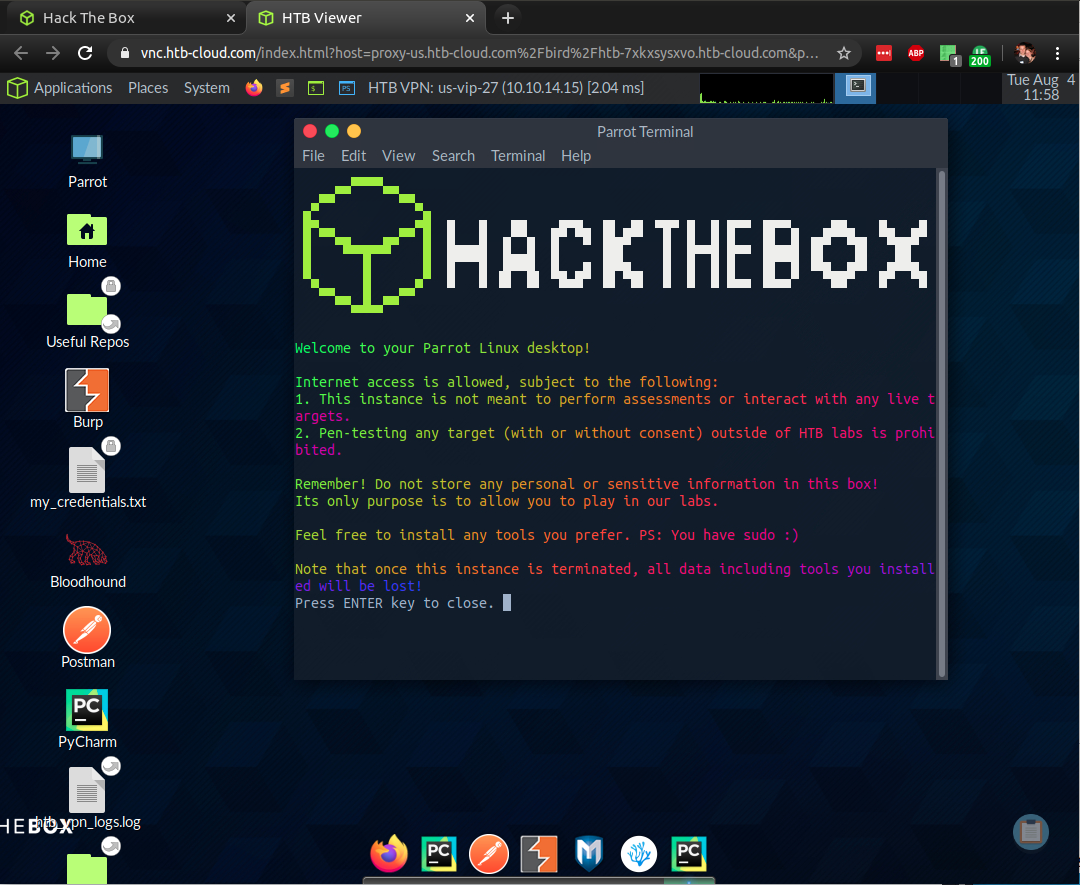 Hack The Box
HTB Viewer
vnc.htb-cloud.com/index.html?host=proxy-us.htb-cloud.com%2Fbird%2Fhtb-7xkxsysxvo.htb-cloud.com&p...
ABP
1
200
Applications Places System
HTB VPN: us-vip-27 (10.10.14.15) [2.04 ms]
Tue Aug 4
11:58
Parrot Terminal
File Edit View Search Terminal Help
HACKTHEBOX
Welcome to your Parrot Linux desktop!
Internet access is allowed, subject to the following:
1. This instance is not meant to perform assessments or interact with any live t
argets.
2. Pen-testing any target (with or without consent) outside of HTB labs is prohi
bited.
Remember! Do not store any personal or sensitive information in this box!
Its only purpose is to allow you to play in our labs.
Feel free to install any tools you prefer. PS: You have sudo :)
Note that once this instance is terminated, all data including tools you install
ed will be lost!
Press ENTER key to close.
Parrot
Home
Useful Repos
Burp
my_credentials.txt
Bloodhound
Postman
PC
PyCharm
htb_vpn_logs.log
HEBOX
PC
PC